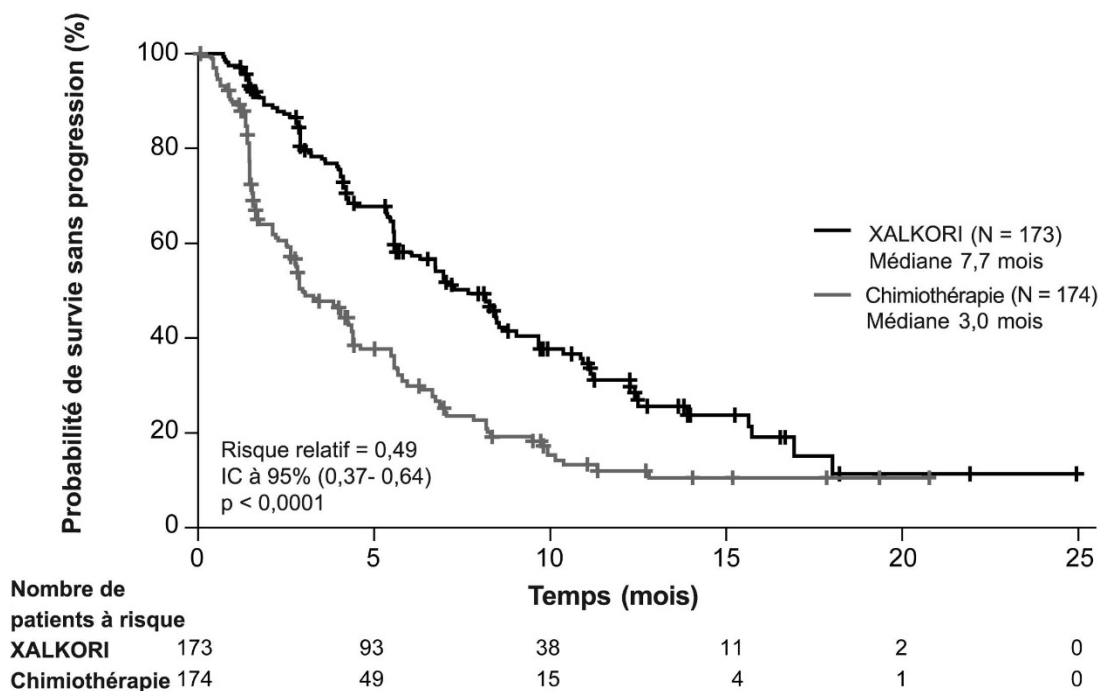 Probabilité de survie sans progression (%)
100
80
60
40
20
0
XALKORI (N = 173)
Médiane 7,7 mois
Chimiothérapie (N = 174)
Médiane 3,0 mois
Risque relatif = 0,49
IC à 95% (0,37- 0,64)
p < 0,0001
0 5 10 15 20 25
Temps (mois)
Nombre de
patients à risque
XALKORI 173 93 38 11 2 0
Chimiothérapie 174 49 15 4 1 0